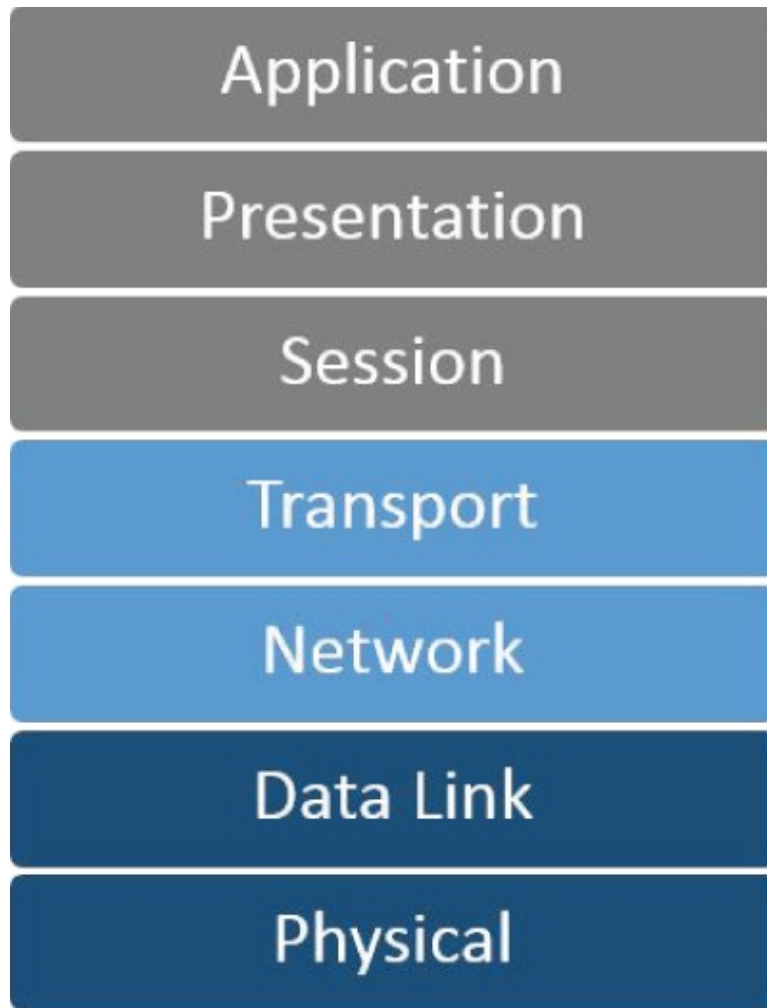 Application
Presentation
Session
Transport
Network
Data Link
Physical